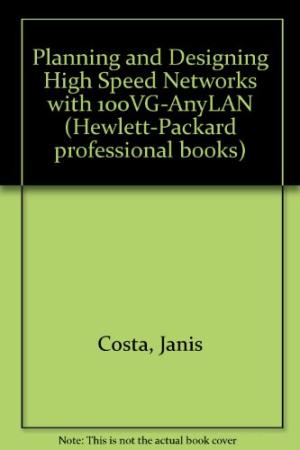 Planning and Designing
High Speed Networks
with 100VG-AnyLAN
(Hewlett-Packard
professional books)
Costa, Janis
Note: This is not the actual book cover